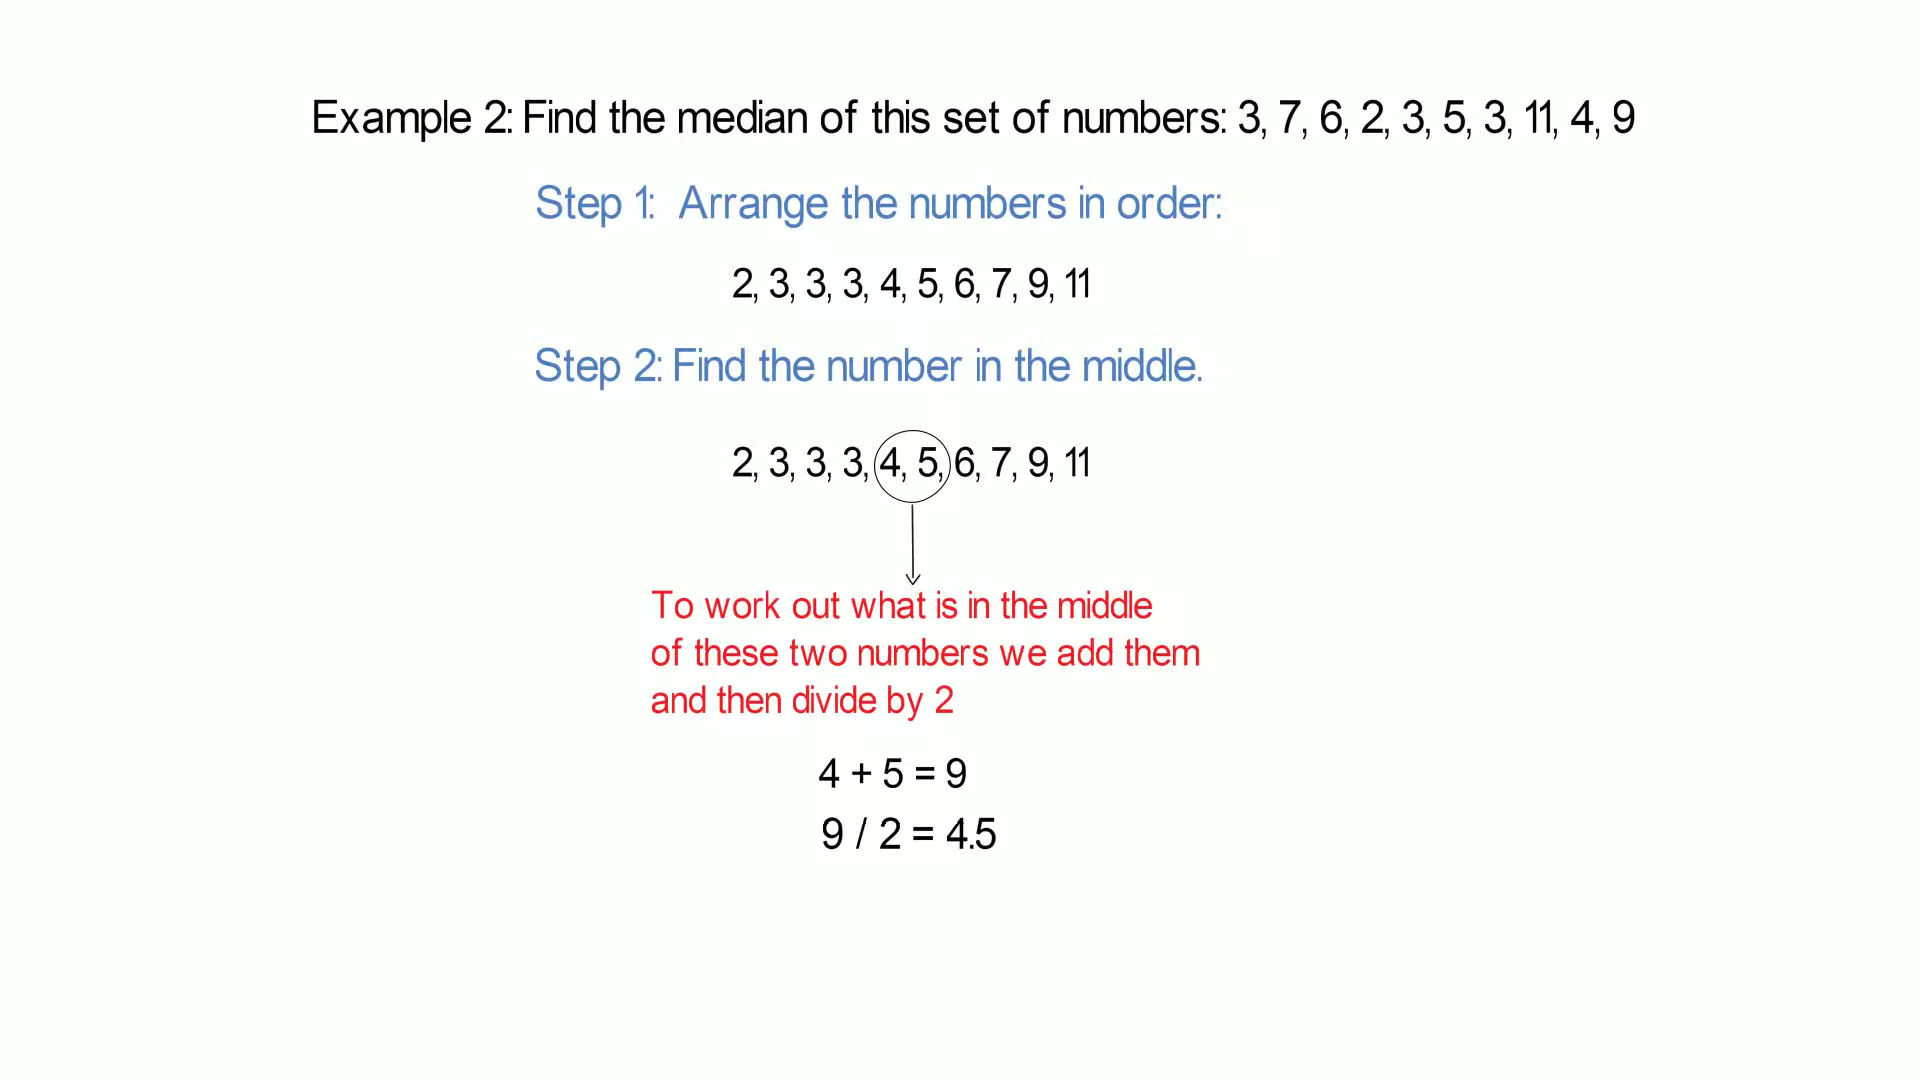 Example 2: Find the median of this set of numbers: 3, 7, 6, 2, 3, 5, 3, 11, 4, 9
Step 1: Arrange the numbers in order:
2, 3, 3, 3, 4, 5, 6, 7, 9, 11
Step 2: Find the number in the middle.
2, 3, 3, 3, 4, 5, 6, 7, 9, 11
To work out what is in the middle
of these two numbers we add them
and then divide by 2
4 + 5 = 9
9 / 2 = 4.5